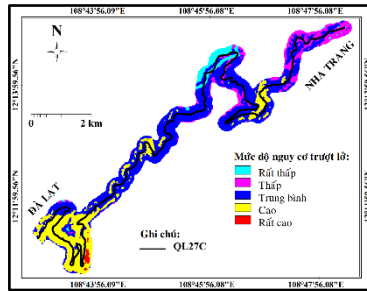 108°43'56.09"E 108°45'56.08"E 108°47'56.08"E
N
NHA TRANG
12°13'59.56"N
0 2 km
Mức độ nguy cơ trượt lở:
Rất thấp
Thấp
Trung bình
Cao
Rất cao
12°11'59.56"N
ĐÀ LẠT
Ghi chú:
QL27C
108°43'56.09"E 108°45'56.08"E 108°47'56.08"E